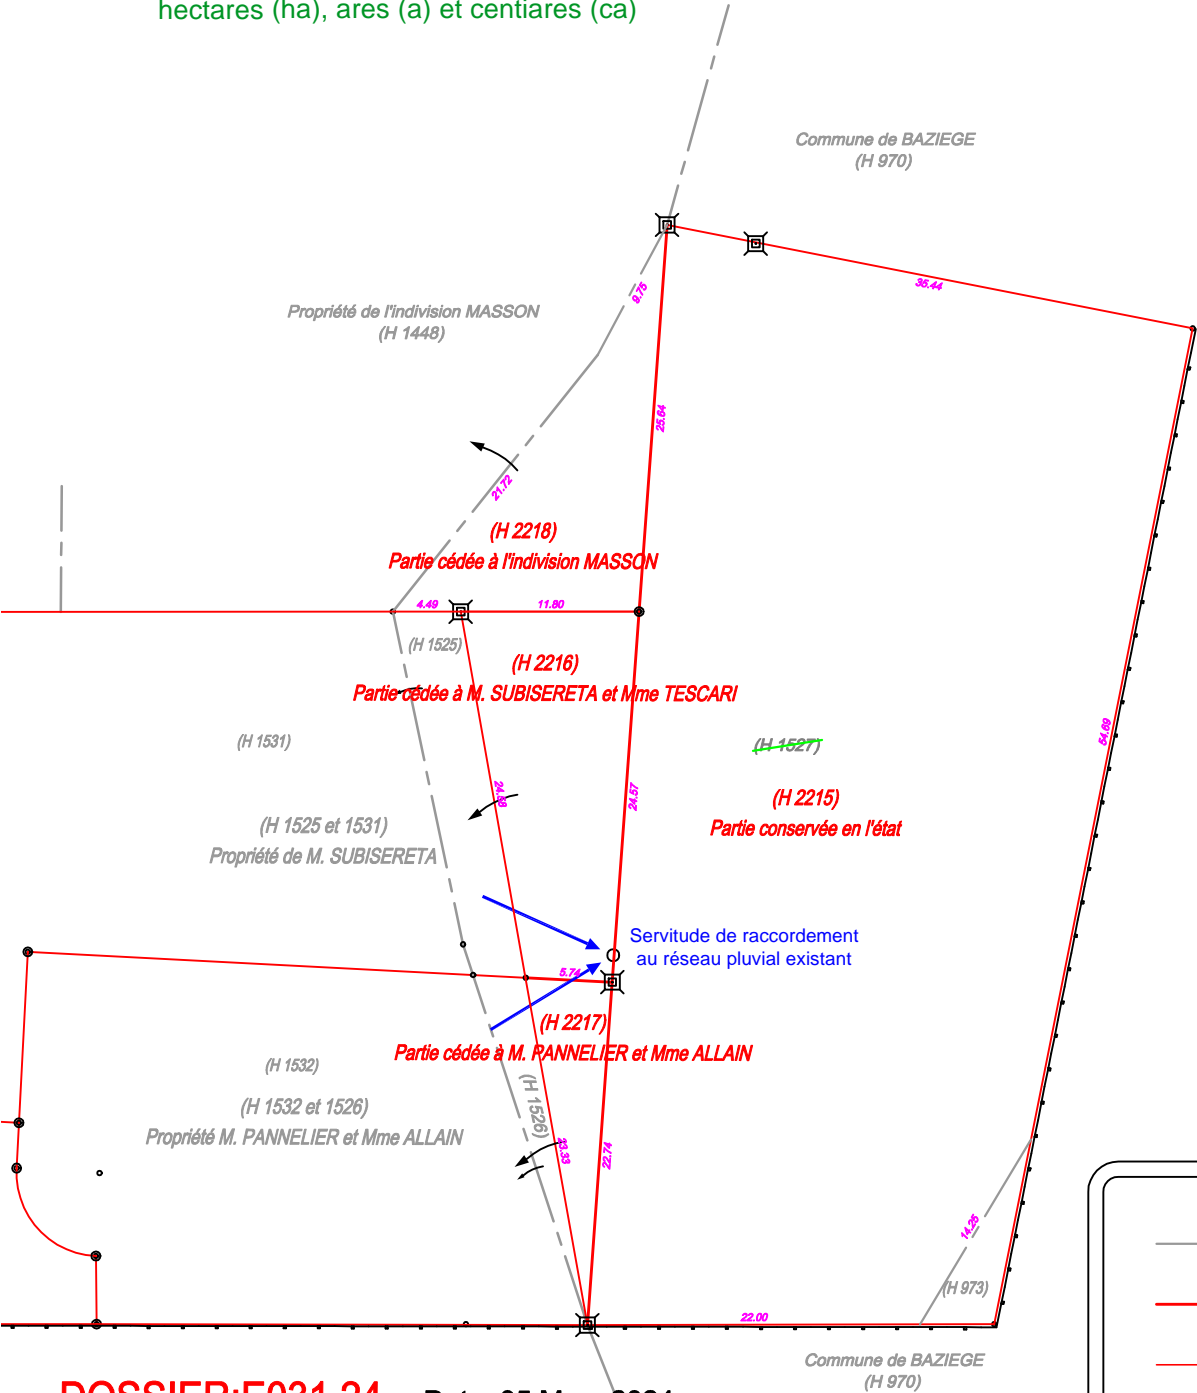 hectares (ha), ares (a) et centiares (ca)
Commune de BAZIEGE
(H 970)
9.75
35.44
Propriété de l'indivision MASSON
(H 1448)
25.64
21.72
(H 2218)
Partie cédée à l'indivision MASSON
4.49
11.80
(H 1525)
(H 2216)
Partie cédée à M. SUBISERETA et Mme TESCARI
(H 1531)
(H 1527)
54.69
24.57
(H 2215)
Partie conservée en l'état
(H 1525 et 1531)
Propriété de M. SUBISERETA
Servitude de raccordement
au réseau pluvial existant
5.74
(H 2217)
Partie cédée à M. PANNELIER et Mme ALLAIN
(H 1532)
(H 1526)
(H 1532 et 1526)
Propriété M. PANNELIER et Mme ALLAIN
23.33
22.74
14.25
(H 973)
22.00
Commune de BAZIEGE
(H 970)